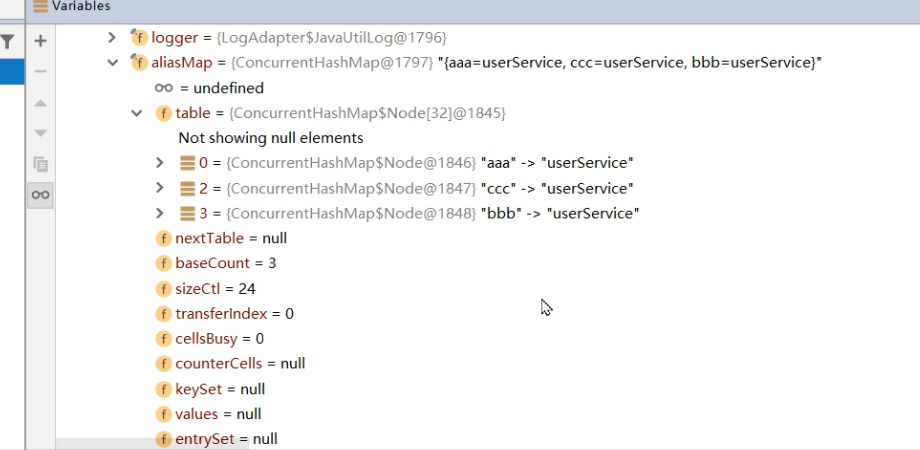 Variables
logger = {LogAdapter$JavaUtilLog@1796}
aliasMap = {ConcurrentHashMap@1797} "{aaa=userService, ccc=userService, bbb=userService}"
= undefined
table = {ConcurrentHashMap$Node[32]@1845}
Not showing null elements
0 = {ConcurrentHashMap$Node@1846} "aaa" -> "userService"
2 = {ConcurrentHashMap$Node@1847} "ccc" -> "userService"
3 = {ConcurrentHashMap$Node@1848} "bbb" -> "userService"
nextTable = null
baseCount = 3
sizeCtl = 24
transferIndex = 0
cellsBusy = 0
counterCells = null
keySet = null
values = null
entrySet = null